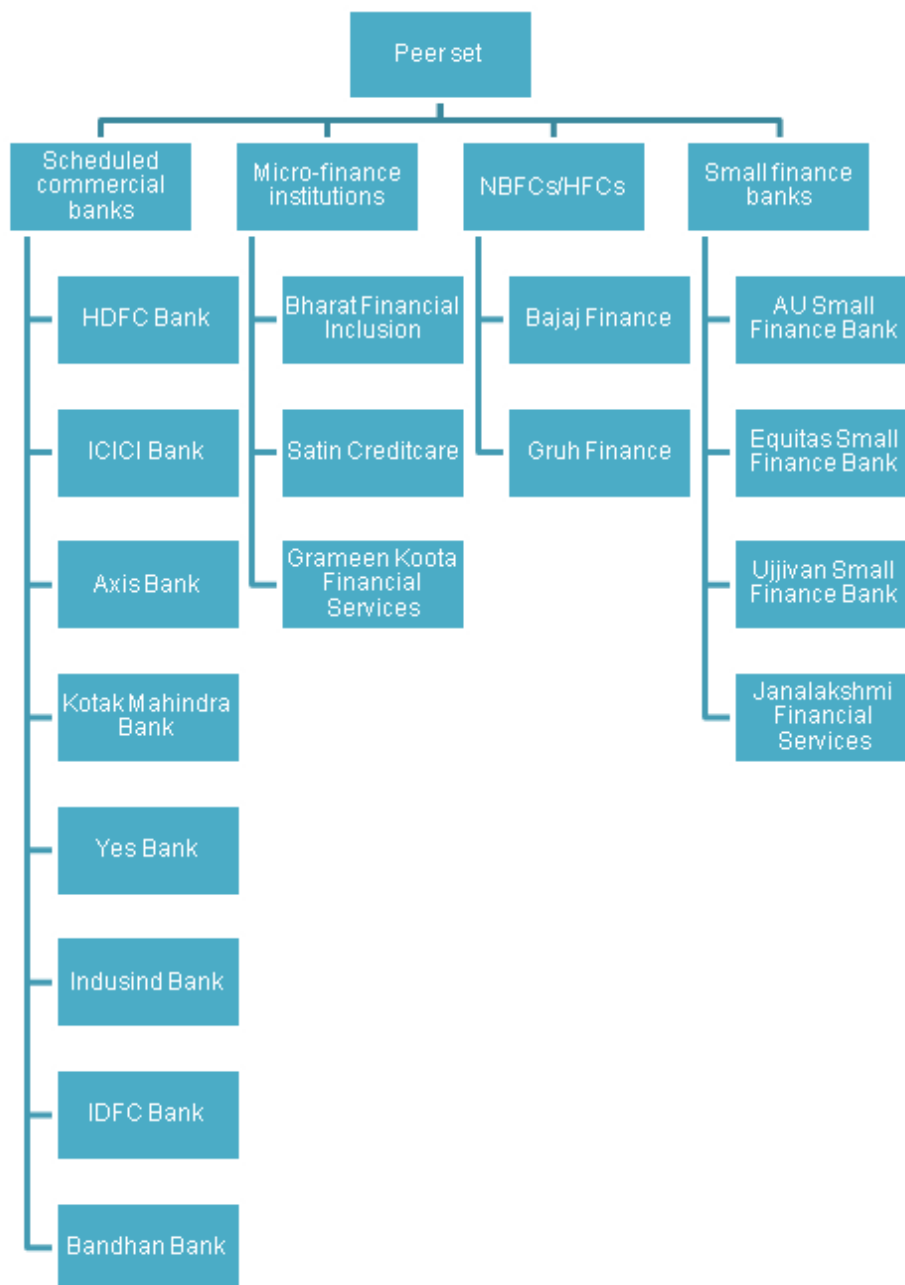 Peer set
Scheduled
commercial
banks
Micro-finance
institutions
NBFCs/HFCs
Small finance
banks
HDFC Bank
ICICI Bank
Axis Bank
Kotak Mahindra
Bank
Yes Bank
Indusind Bank
IDFC Bank
Bandhan Bank
Bharat Financial
Inclusion
Satin Creditcare
Grameen Koota
Financial
Services
Bajaj Finance
Gruh Finance
AU Small
Finance Bank
Equitas Small
Finance Bank
Ujjivan Small
Finance Bank
Janalakshmi
Financial
Services